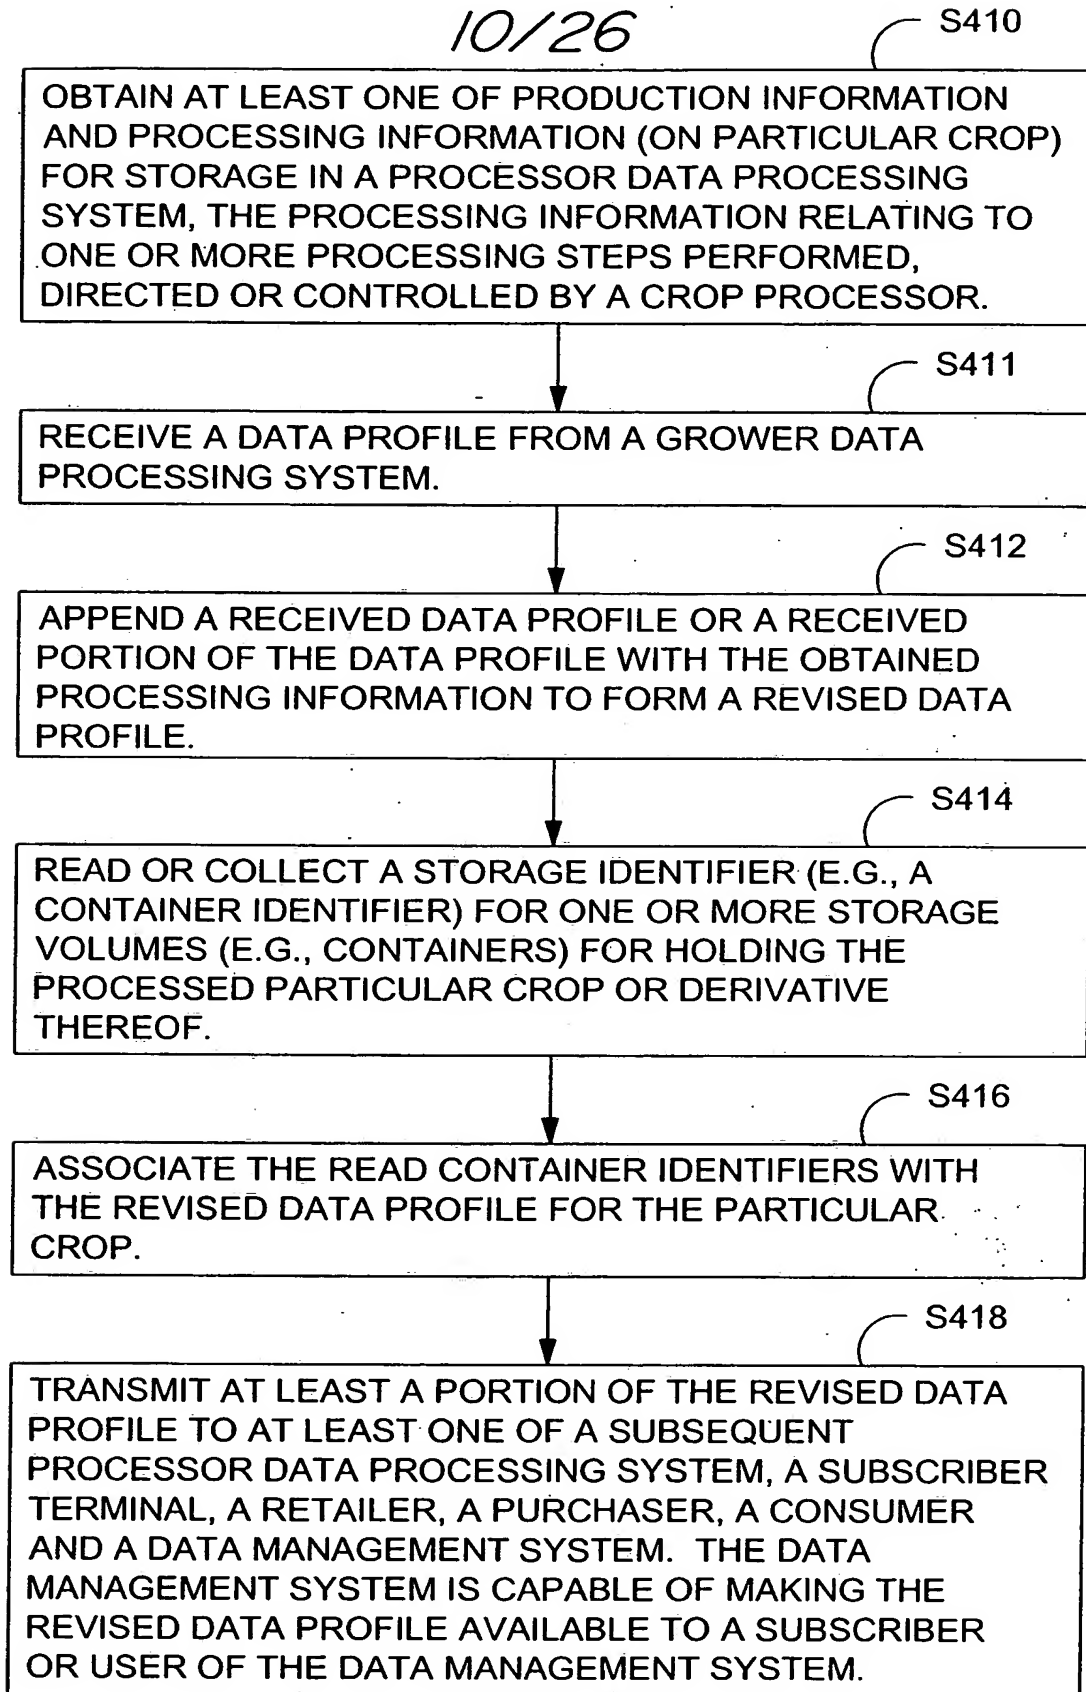 10/26
S410
OBTAIN AT LEAST ONE OF PRODUCTION INFORMATION
AND PROCESSING INFORMATION (ON PARTICULAR CROP)
FOR STORAGE IN A PROCESSOR DATA PROCESSING
SYSTEM, THE PROCESSING INFORMATION RELATING TO
ONE OR MORE PROCESSING STEPS PERFORMED,
DIRECTED OR CONTROLLED BY A CROP PROCESSOR.
S411
RECEIVE A DATA PROFILE FROM A GROWER DATA
PROCESSING SYSTEM.
S412
APPEND A RECEIVED DATA PROFILE OR A RECEIVED
PORTION OF THE DATA PROFILE WITH THE OBTAINED
PROCESSING INFORMATION TO FORM A REVISED DATA
PROFILE.
S414
READ OR COLLECT A STORAGE IDENTIFIER (E.G., A
CONTAINER IDENTIFIER) FOR ONE OR MORE STORAGE
VOLUMES (E.G., CONTAINERS) FOR HOLDING THE
PROCESSED PARTICULAR CROP OR DERIVATIVE
THEREOF.
S416
ASSOCIATE THE READ CONTAINER IDENTIFIERS WITH
THE REVISED DATA PROFILE FOR THE PARTICULAR
CROP.
S418
TRANSMIT AT LEAST A PORTION OF THE REVISED DATA
PROFILE TO AT LEAST ONE OF A SUBSEQUENT
PROCESSOR DATA PROCESSING SYSTEM, A SUBSCRIBER
TERMINAL, A RETAILER, A PURCHASER, A CONSUMER
AND A DATA MANAGEMENT SYSTEM. THE DATA
MANAGEMENT SYSTEM IS CAPABLE OF MAKING THE
REVISED DATA PROFILE AVAILABLE TO A SUBSCRIBER
OR USER OF THE DATA MANAGEMENT SYSTEM.